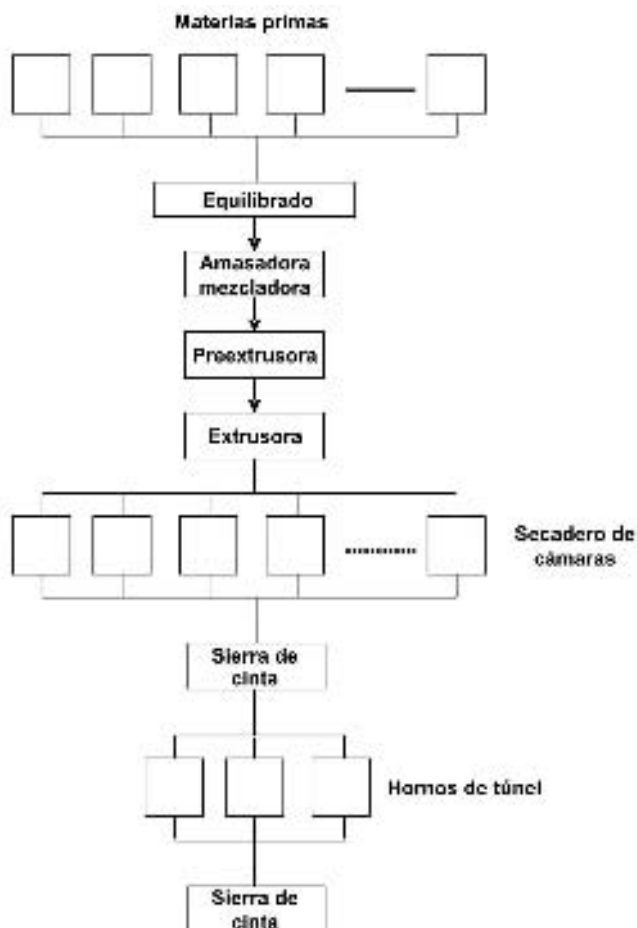 Materias primas
Equilibrado
Amasadora
mezcladora
Preextrusora
Extrusora
Secadero de
cámaras
Sierra de
cinta
Hornos de túnel
Sierra de
cinta